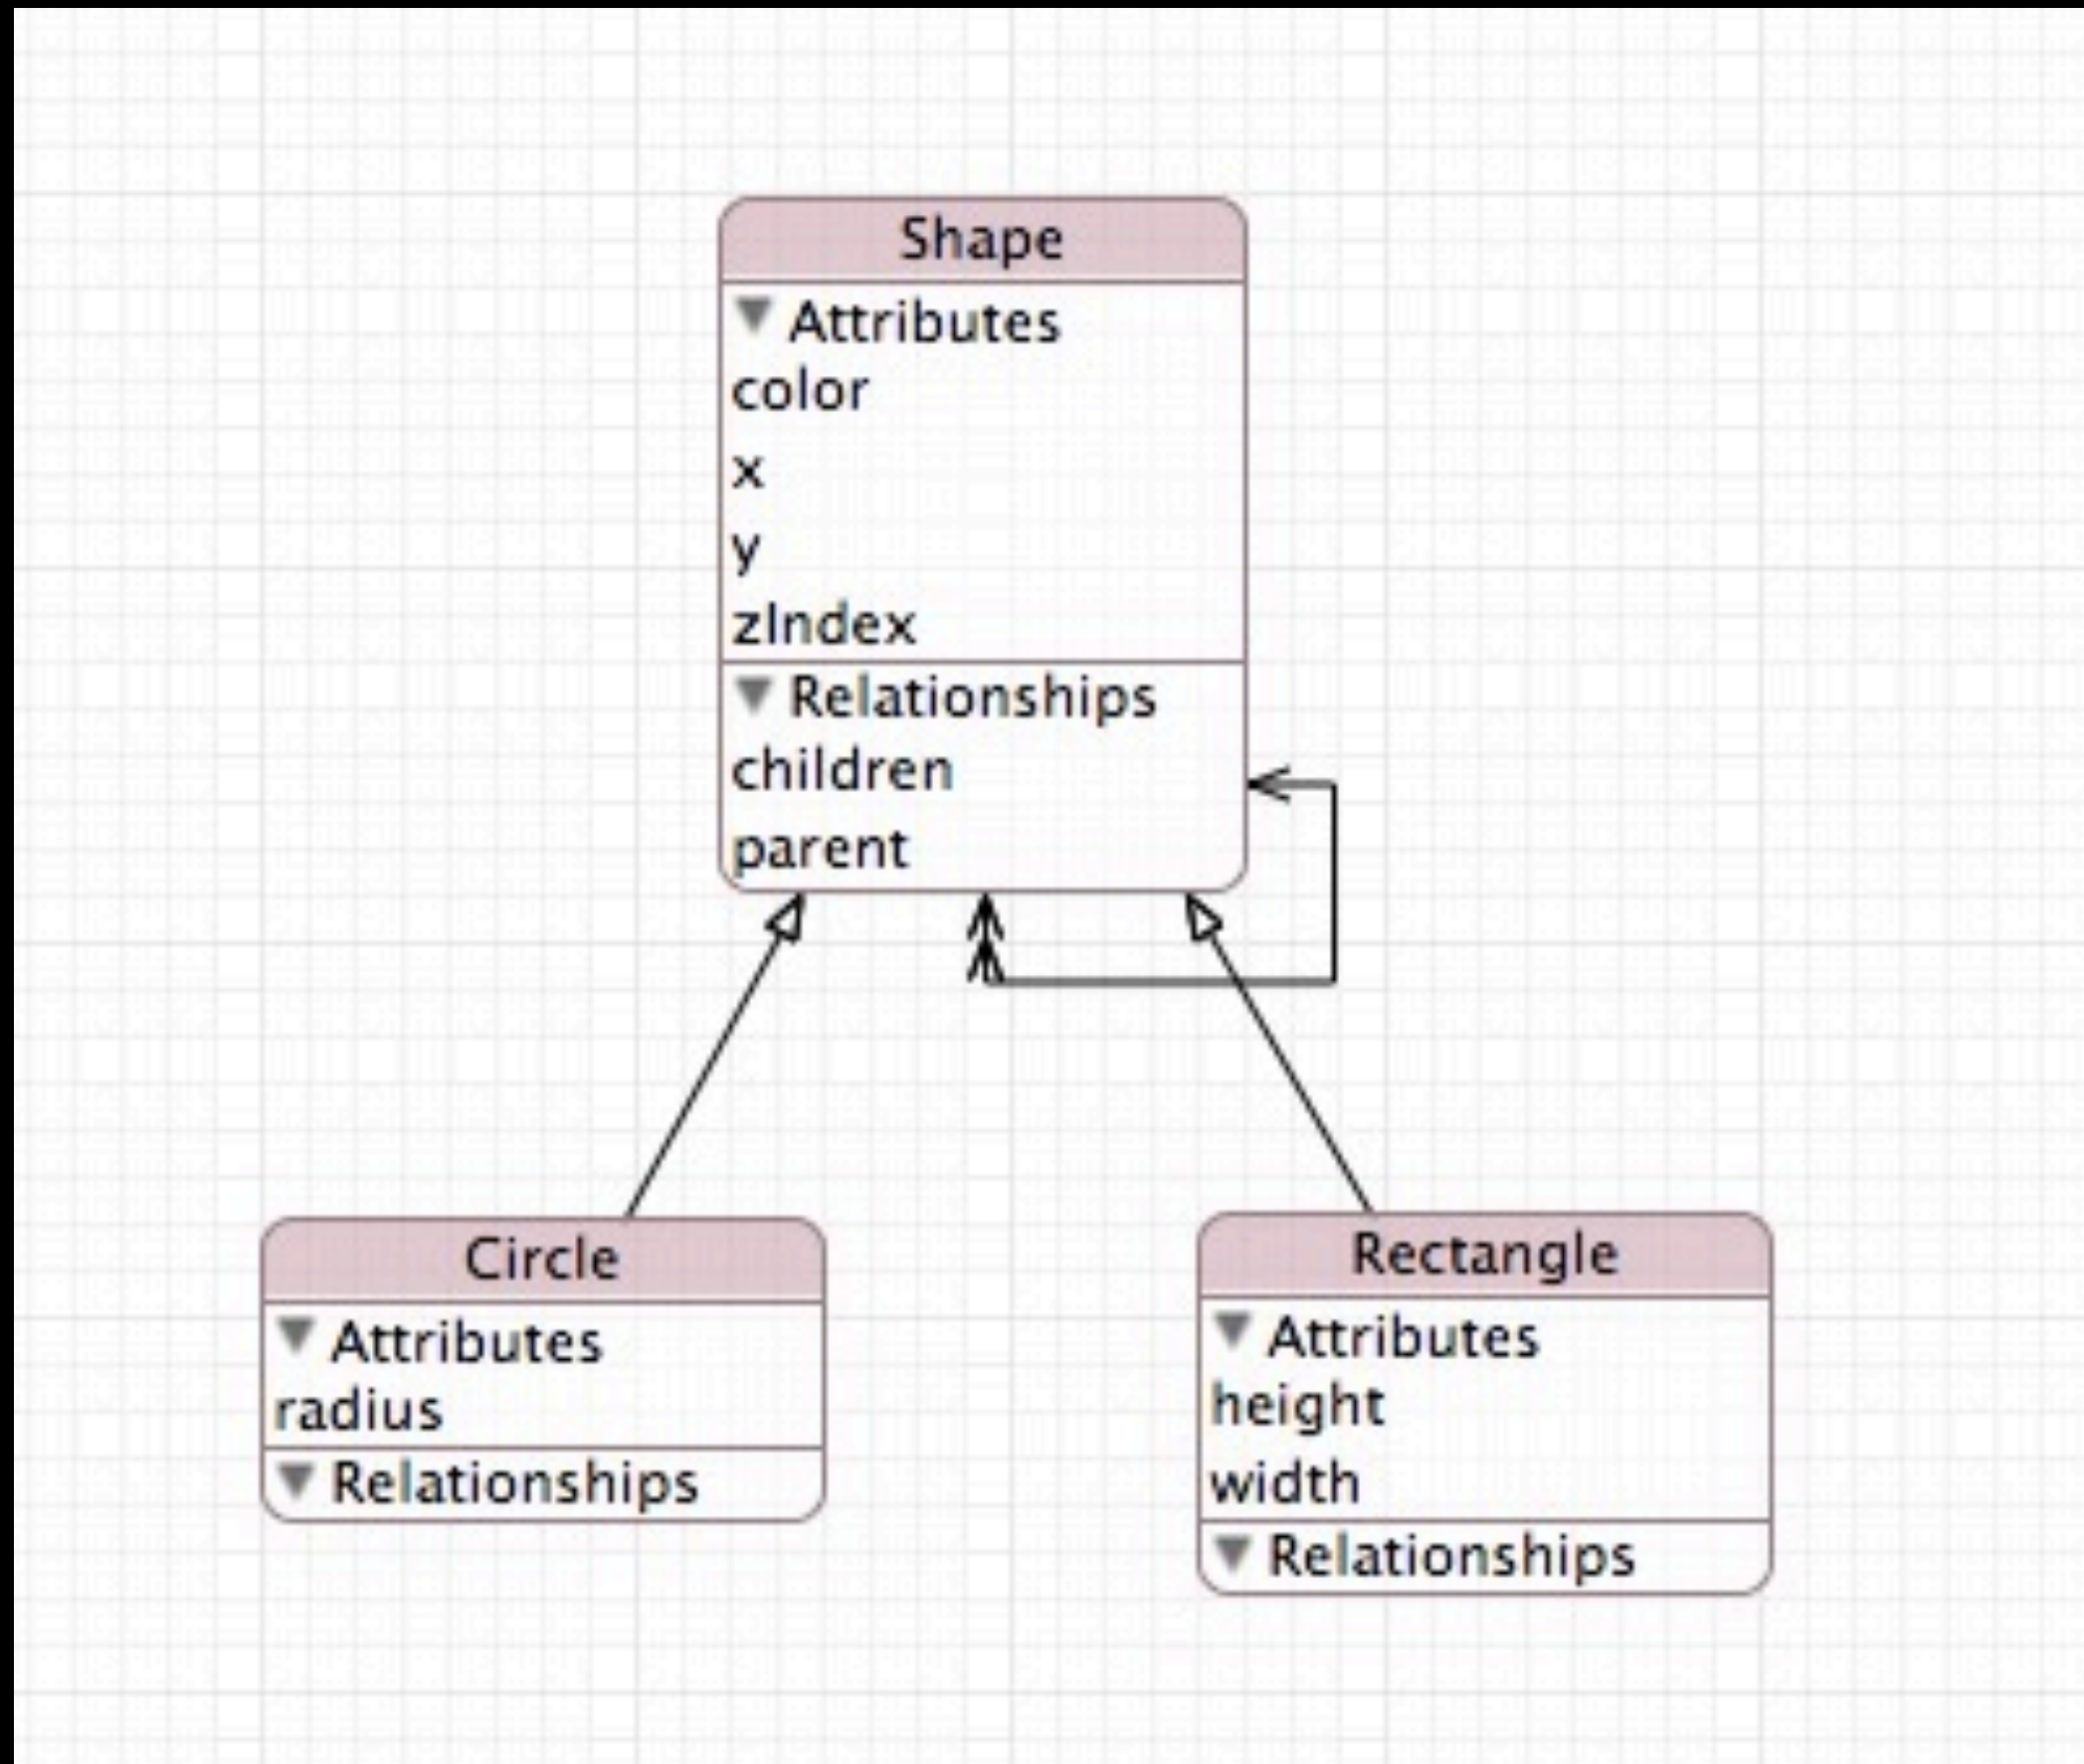 Shape
Attributes
color
x
y
zIndex
Relationships
children
parent
Circle
Attributes
radius
Relationships
Rectangle
Attributes
height
width
Relationships